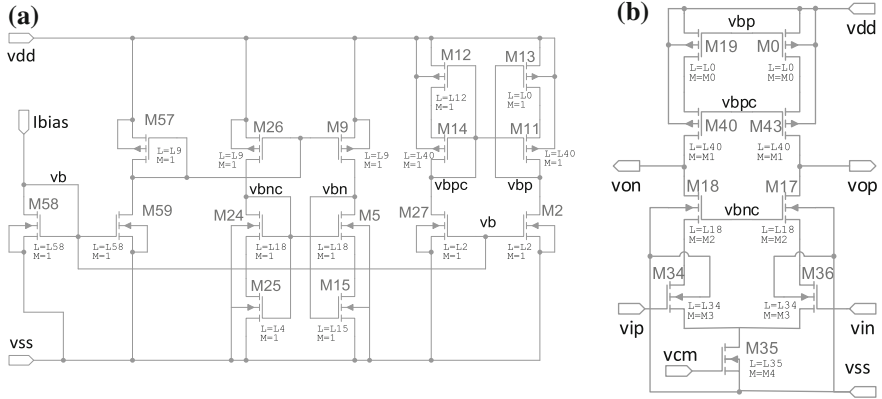 (a)
vdd
Ibias
vb
M57
L=L9
M=1
M58
L=L58
M=1
M59
L=L58
M=1
M26
L=L9
M=1
M9
L=L9
M=1
vbnc
vbn
M24
L=L18
M=1
M5
L=L18
M=1
M25
L=L4
M=1
M15
L=L15
M=1
M12
L=L12
M=1
M13
L=L0
M=1
M14
L=L40
M=1
M11
L=L40
M=1
vbpc
vbp
M27
L=L2
M=1
vb
M2
L=L2
M=1
vss
(b)
vbp
vdd
M19
L=L0
M=M0
M0
L=L0
M=M0
vbpc
M40
L=L40
M=M1
M43
L=L40
M=M1
von
vop
M18
L=L18
M=M2
M17
L=L18
M=M2
vbnc
M34
L=L34
M=M3
M36
L=L34
M=M3
vip
vin
vcm
M35
L=L35
M=M4
vss